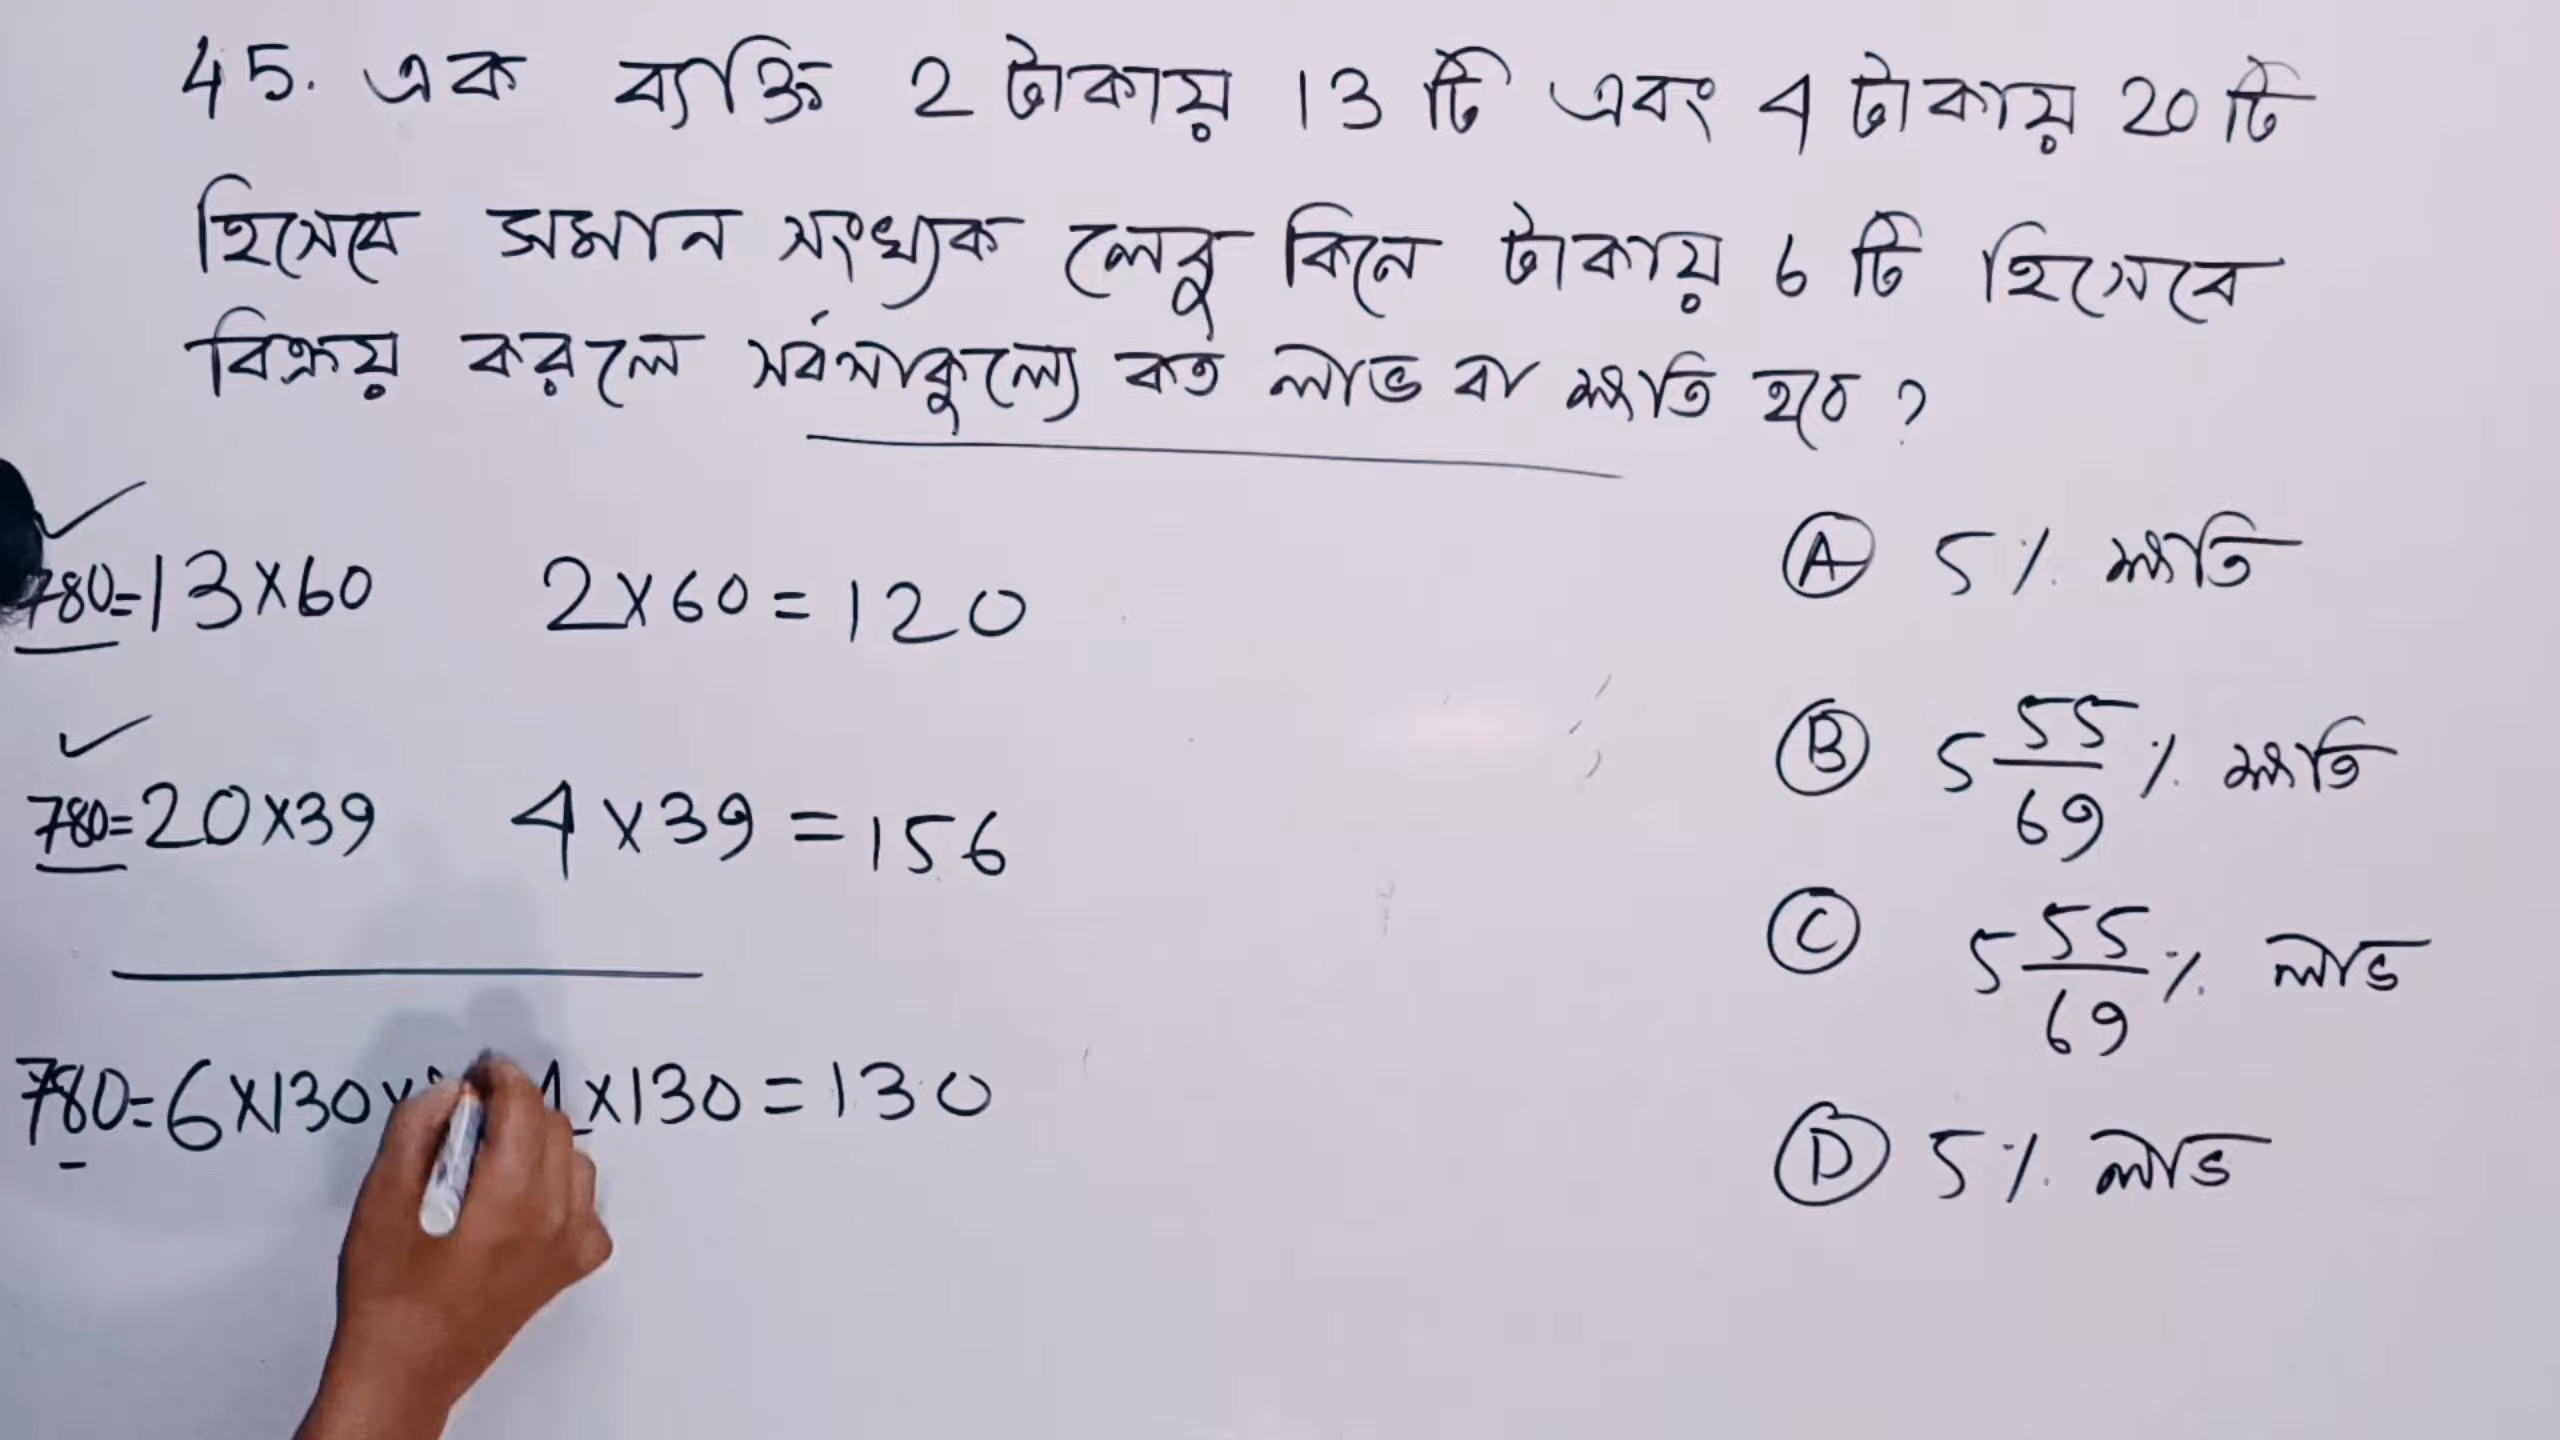 45. এক ব্যক্তি 2 টাকায় 13 টি এবং 4 টাকায় 20 টি
হিসেবে সমান সংখ্যক লেবু কিনে টাকায় 6 টি হিসেবে
বিক্রয় করলে সর্বসাকুল্যে কত লাভ বা ক্ষতি হবে ?
780=13×60 2×60=120
780=20×39 4×39=156
780=6×130× 1×130=130
A 5% ক্ষতি
B 5 55/69 % ক্ষতি
C 5 55/69 % লাভ
D 5% লাভ